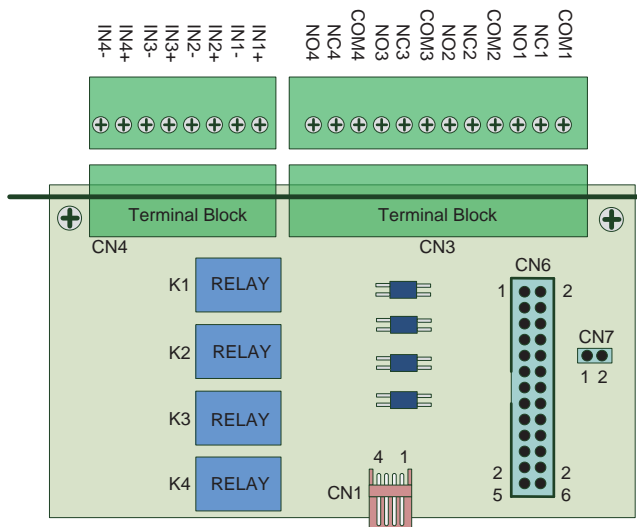 IN4-
IN4+
IN3-
IN3+
IN2-
IN2+
IN1-
IN1+
NO4
NC4
COM4
NO3
NC3
COM3
NO2
NC2
COM2
NO1
NC1
COM1
Terminal Block
Terminal Block
CN4
CN3
CN6
K1
RELAY
1
2
CN7
K2
RELAY
1 2
K3
RELAY
4 1
2
2
K4
RELAY
CN1
5
6